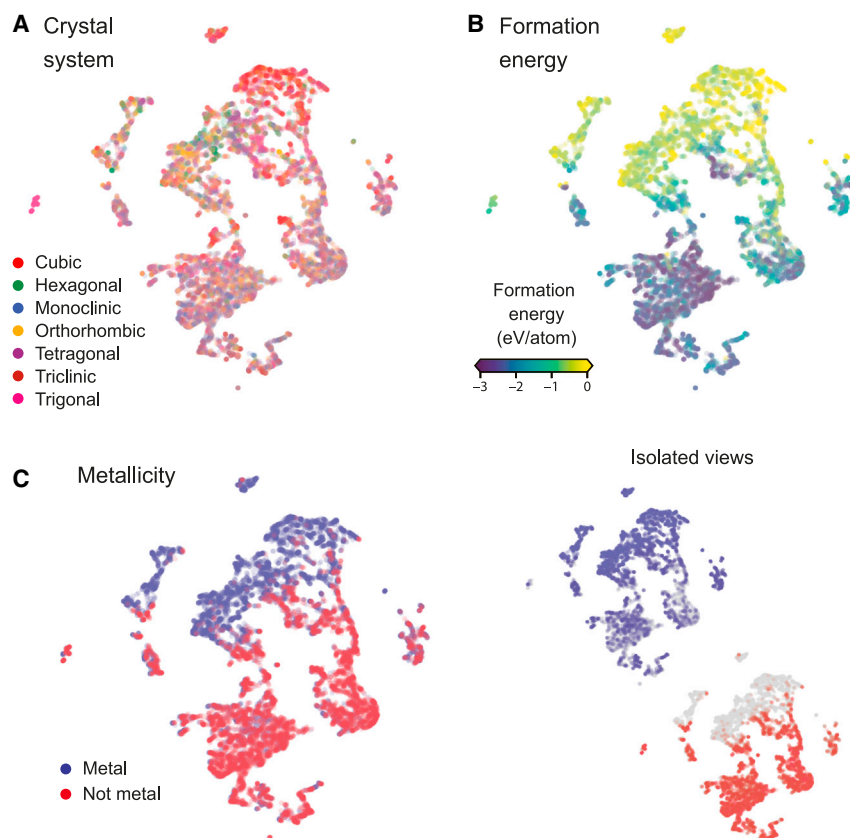 A Crystal
system
Cubic
Hexagonal
Monoclinic
Orthorhombic
Tetragonal
Triclinic
Trigonal
B Formation
energy
Formation
energy
(eV/atom)
−3 −2 −1 0
C Metallicity
Metal
Not metal
Isolated views